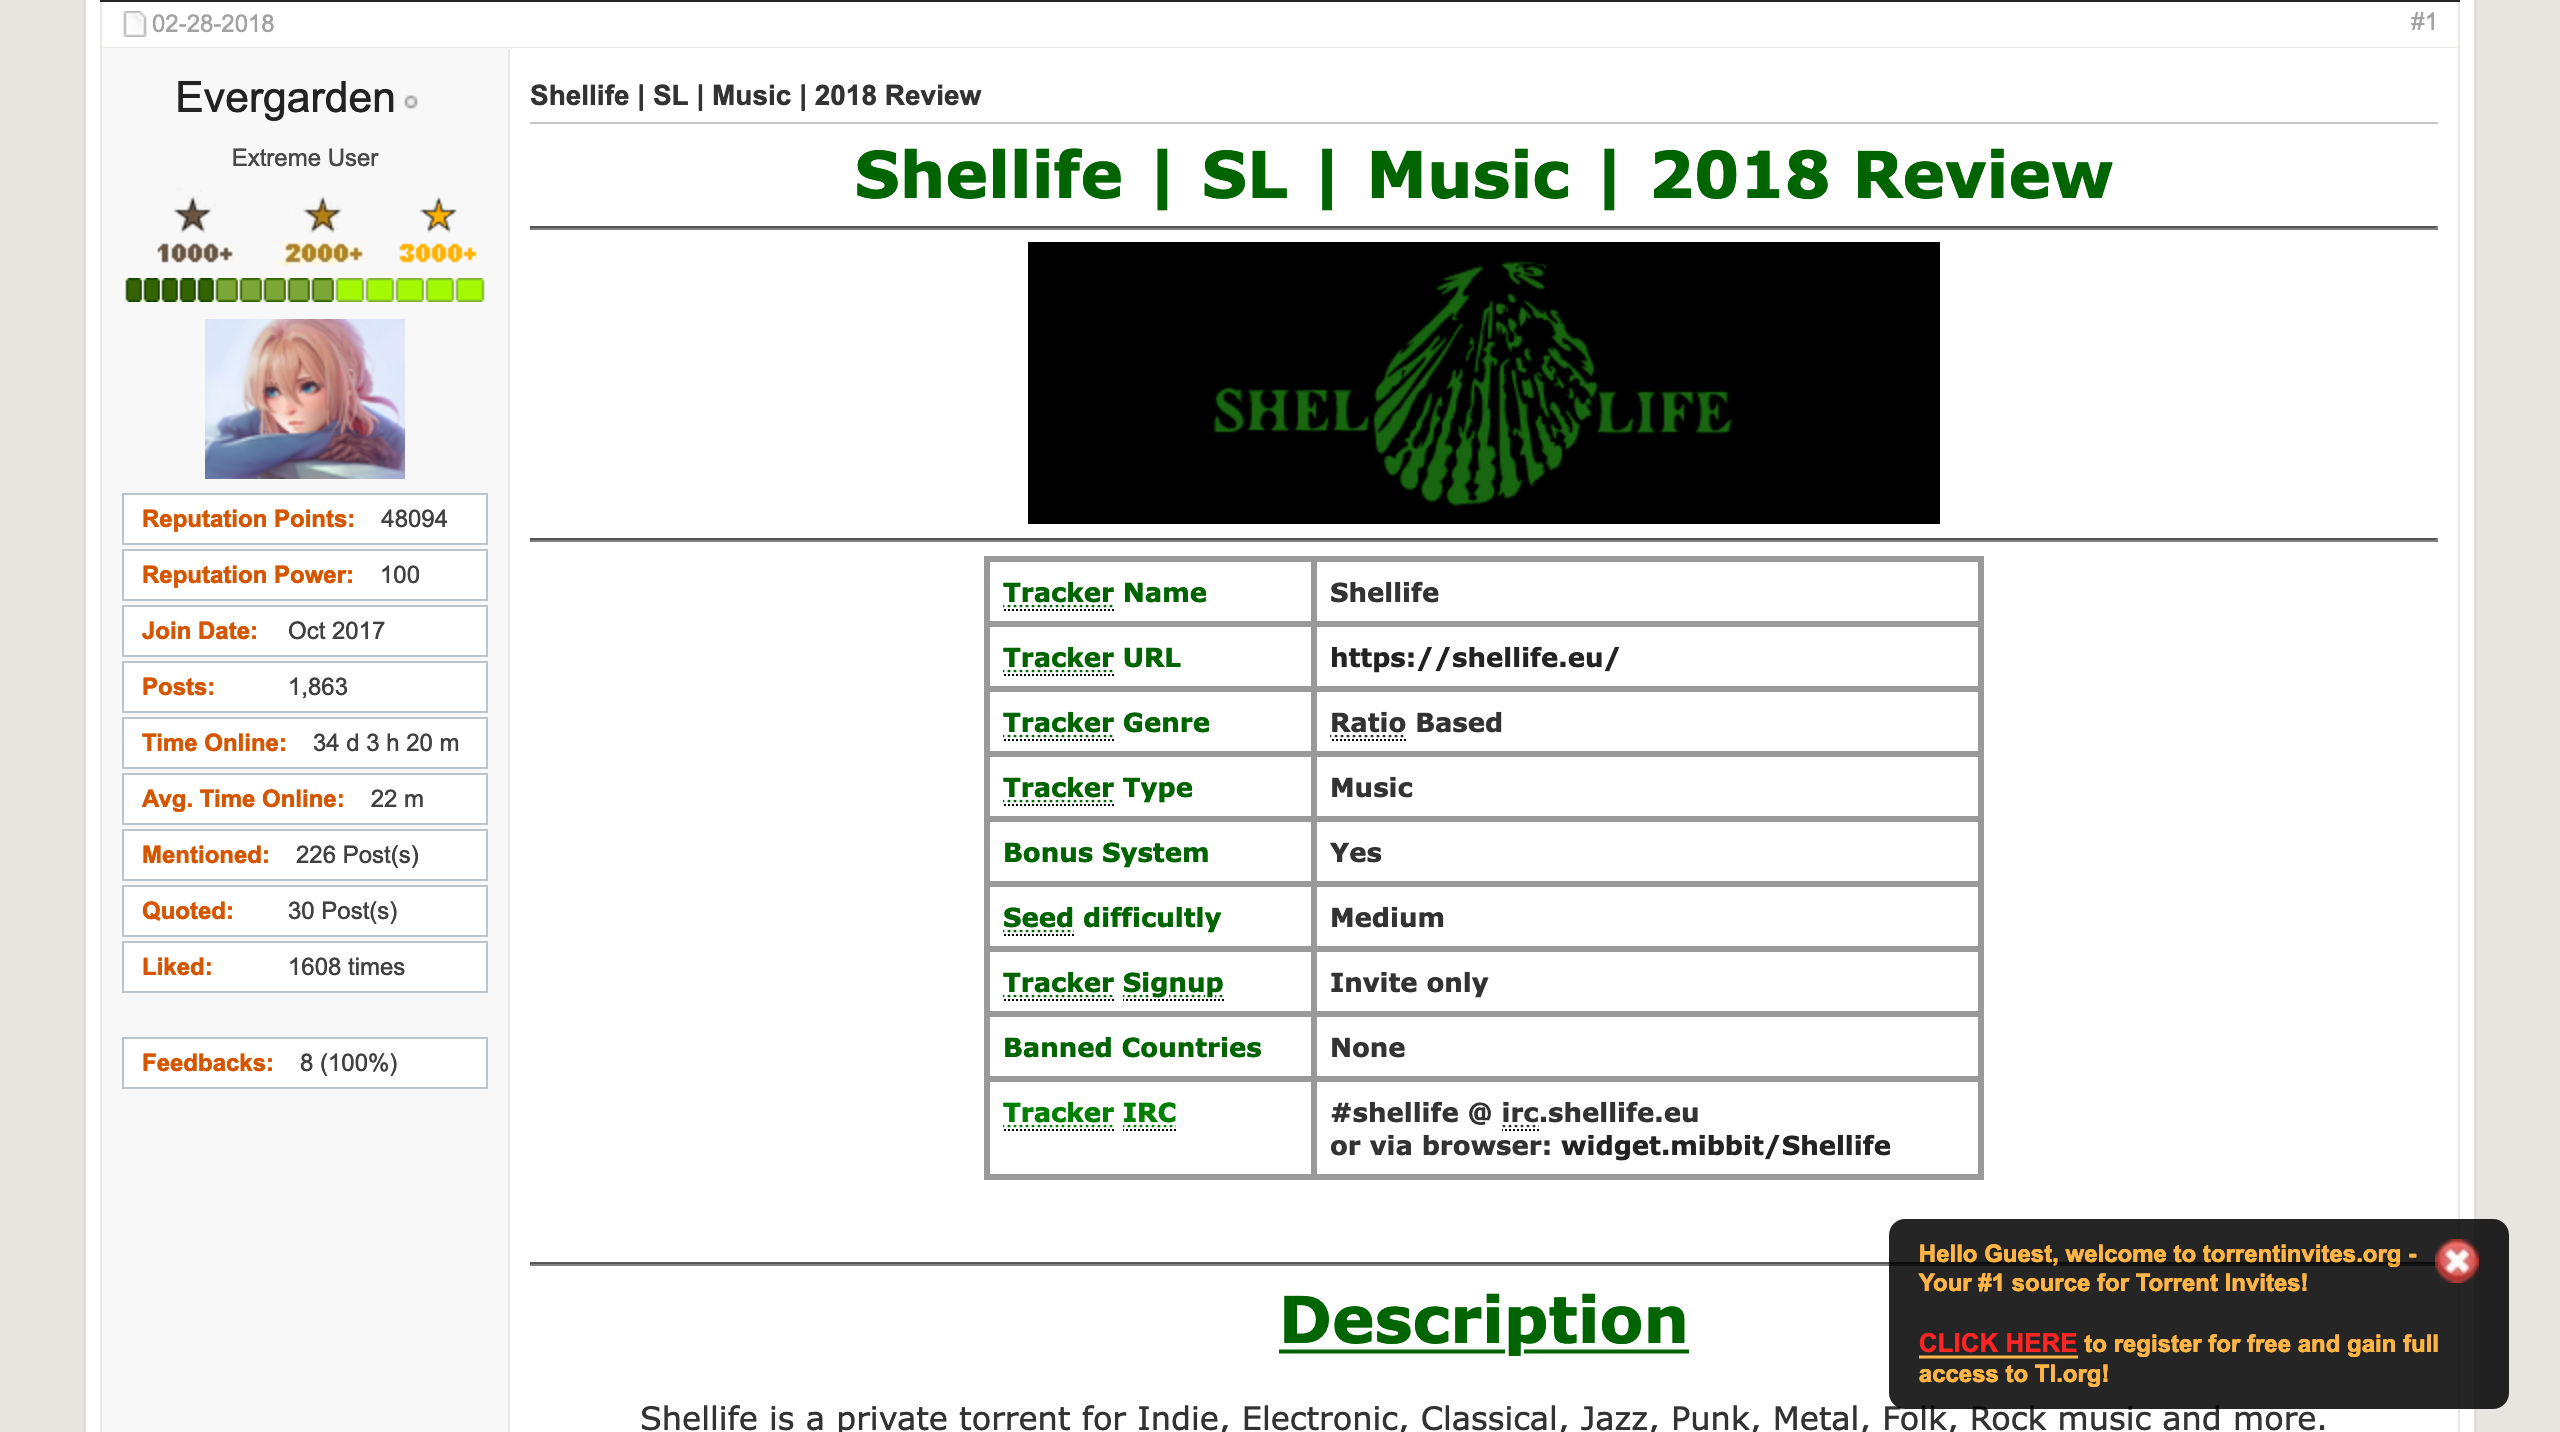 02-28-2018
#1
Evergarden
Extreme User
1000+ 2000+ 3000+
Reputation Points: 48094
Reputation Power: 100
Join Date: Oct 2017
Posts: 1,863
Time Online: 34 d 3 h 20 m
Avg. Time Online: 22 m
Mentioned: 226 Post(s)
Quoted: 30 Post(s)
Liked: 1608 times
Feedbacks: 8 (100%)
Shellife | SL | Music | 2018 Review
Shellife | SL | Music | 2018 Review
SHEL LIFE
Tracker Name Shellife
Tracker URL https://shellife.eu/
Tracker Genre Ratio Based
Tracker Type Music
Bonus System Yes
Seed difficultly Medium
Tracker Signup Invite only
Banned Countries None
Tracker IRC #shellife @ irc.shellife.eu
or via browser: widget.mibbit/Shellife
Description
Shellife is a private torrent for Indie, Electronic, Classical, Jazz, Punk, Metal, Folk, Rock music and more.
Hello Guest, welcome to torrentinvites.org -
Your #1 source for Torrent Invites!
CLICK HERE to register for free and gain full
access to TI.org!